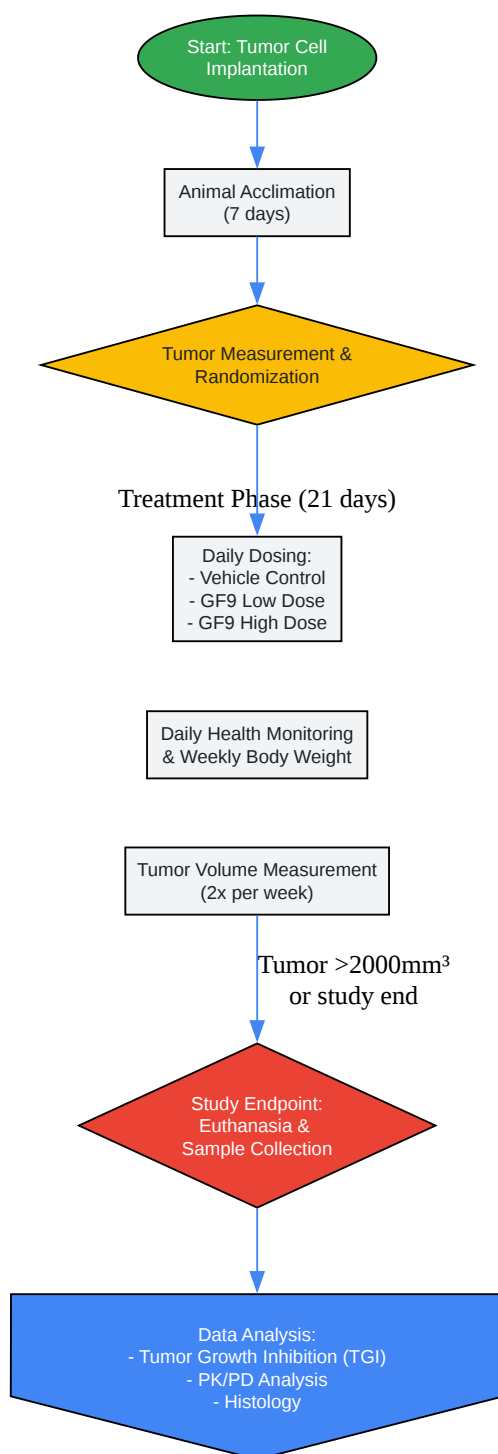 Start: Tumor Cell
Implantation
Animal Acclimation
(7 days)
Tumor Measurement &
Randomization
Treatment Phase (21 days)
Daily Dosing:
- Vehicle Control
- GF9 Low Dose
- GF9 High Dose
Daily Health Monitoring
& Weekly Body Weight
Tumor Volume Measurement
(2x per week)
Tumor >2000mm³
or study end
Study Endpoint:
Euthanasia &
Sample Collection
Data Analysis:
- Tumor Growth Inhibition (TGI)
- PK/PD Analysis
- Histology